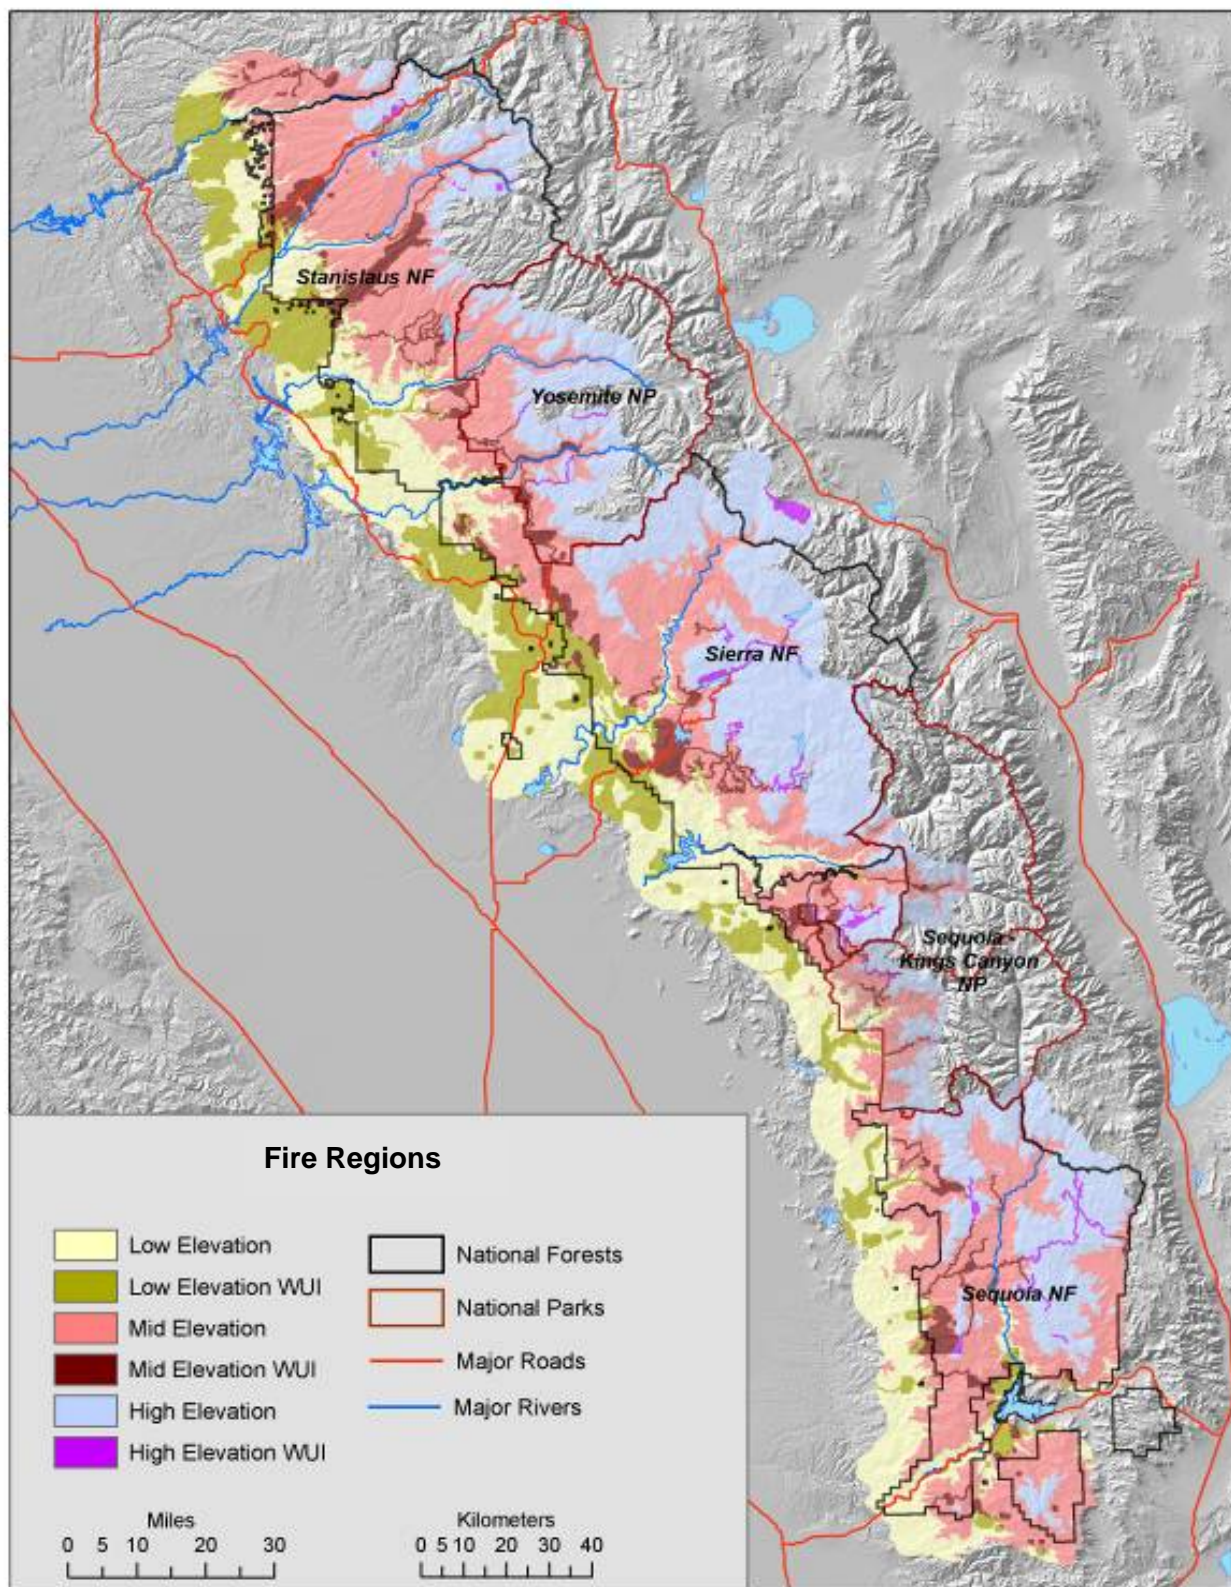 Stanislaus NF
Yosemite NP
Sierra NF
Sequoia -
Kings Canyon
NP
Sequoia NF
Fire Regions
Low Elevation
Low Elevation WUI
Mid Elevation
Mid Elevation WUI
High Elevation
High Elevation WUI
National Forests
National Parks
Major Roads
Major Rivers
Miles
0 5 10 20 30
Kilometers
0 5 10 20 30 40